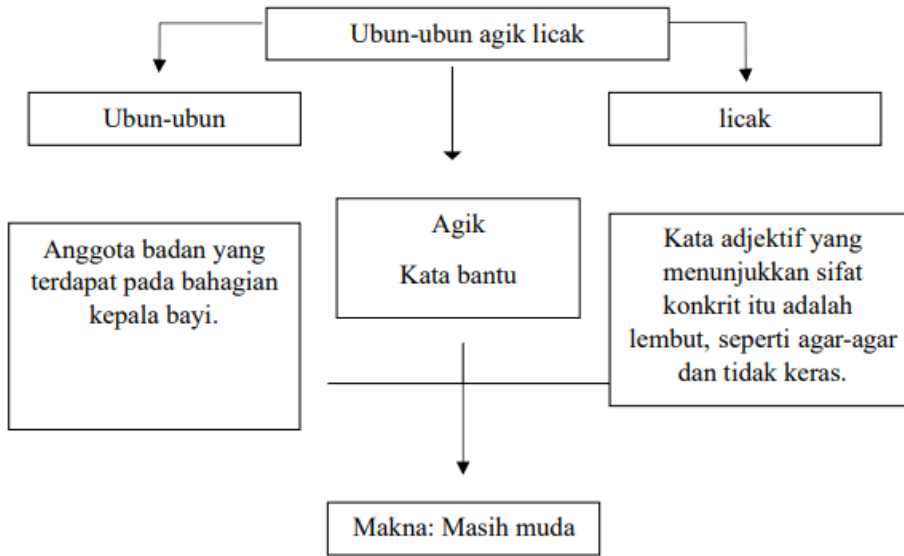 Ubun-ubun agik licak
Ubun-ubun
licak
Agik
Kata bantu
Anggota badan yang
terdapat pada bahagian
kepala bayi.
Kata adjektif yang
menunjukkan sifat
konkrit itu adalah
lembut, seperti agar-agar
dan tidak keras.
Makna: Masih muda